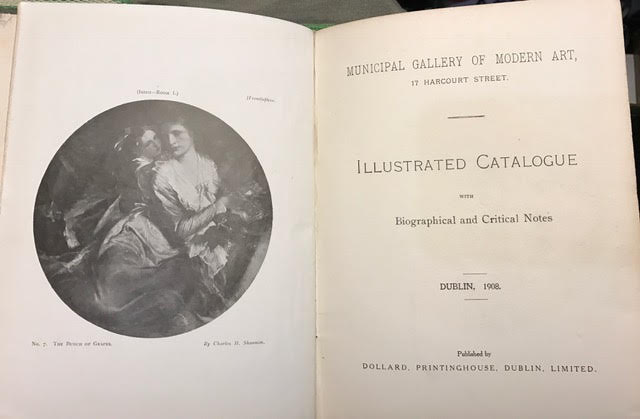 (Irish—Room I.)
[Frontispiece.
No. 7. The Bunch of Grapes.
By Charles H. Shannon.
MUNICIPAL GALLERY OF MODERN ART,
17 HARCOURT STREET.
ILLUSTRATED CATALOGUE
WITH
Biographical and Critical Notes
DUBLIN, 1908.
Published by
DOLLARD, PRINTINGHOUSE, DUBLIN, LIMITED.